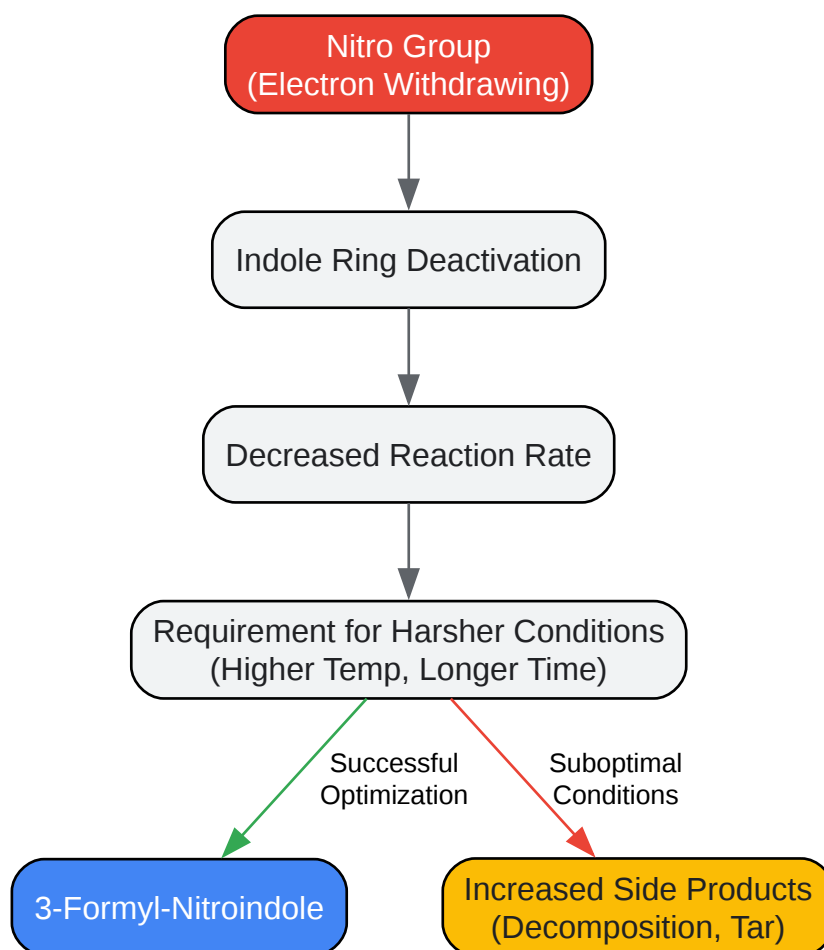 Nitro Group
(Electron Withdrawing)
Indole Ring Deactivation
Decreased Reaction Rate
Requirement for Harsher Conditions
(Higher Temp, Longer Time)
Successful
Optimization
Suboptimal
Conditions
3-Formyl-Nitroindole
Increased Side Products
(Decomposition, Tar)